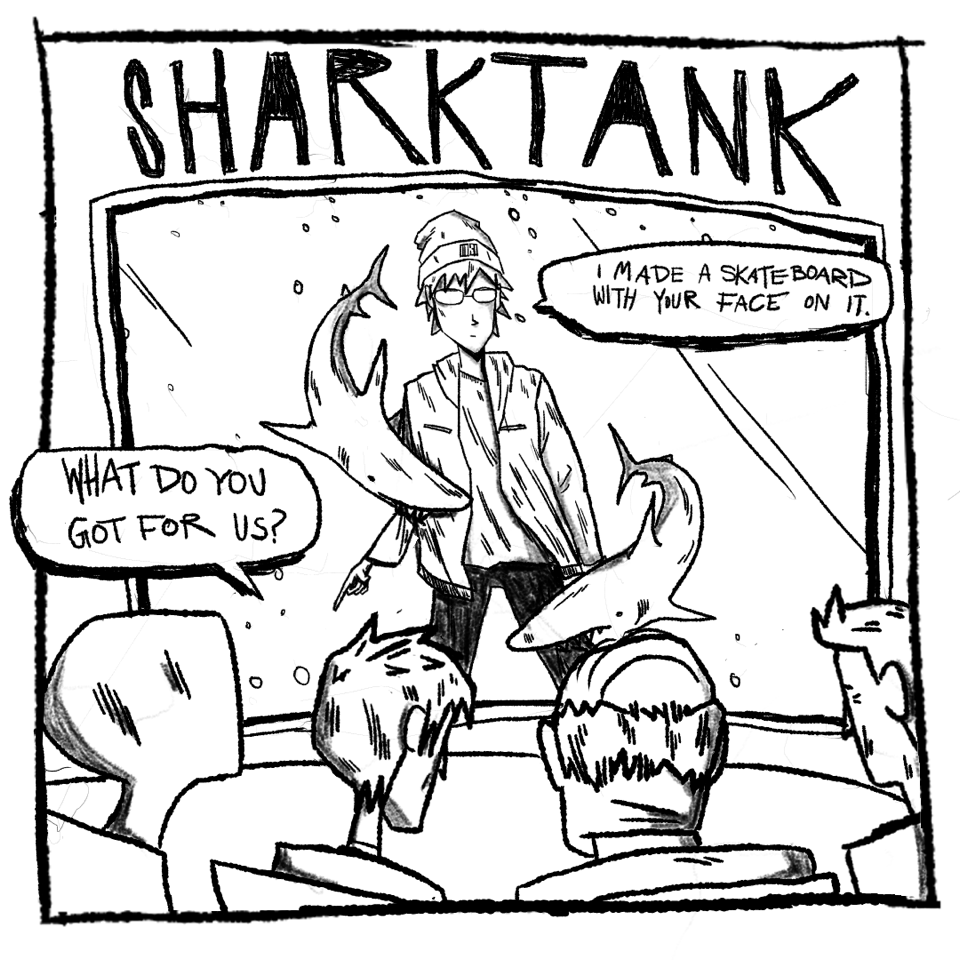 SHARKTANK
I MADE A SKATEBOARD
WITH YOUR FACE ON IT.
WHAT DO YOU
GOT FOR US?